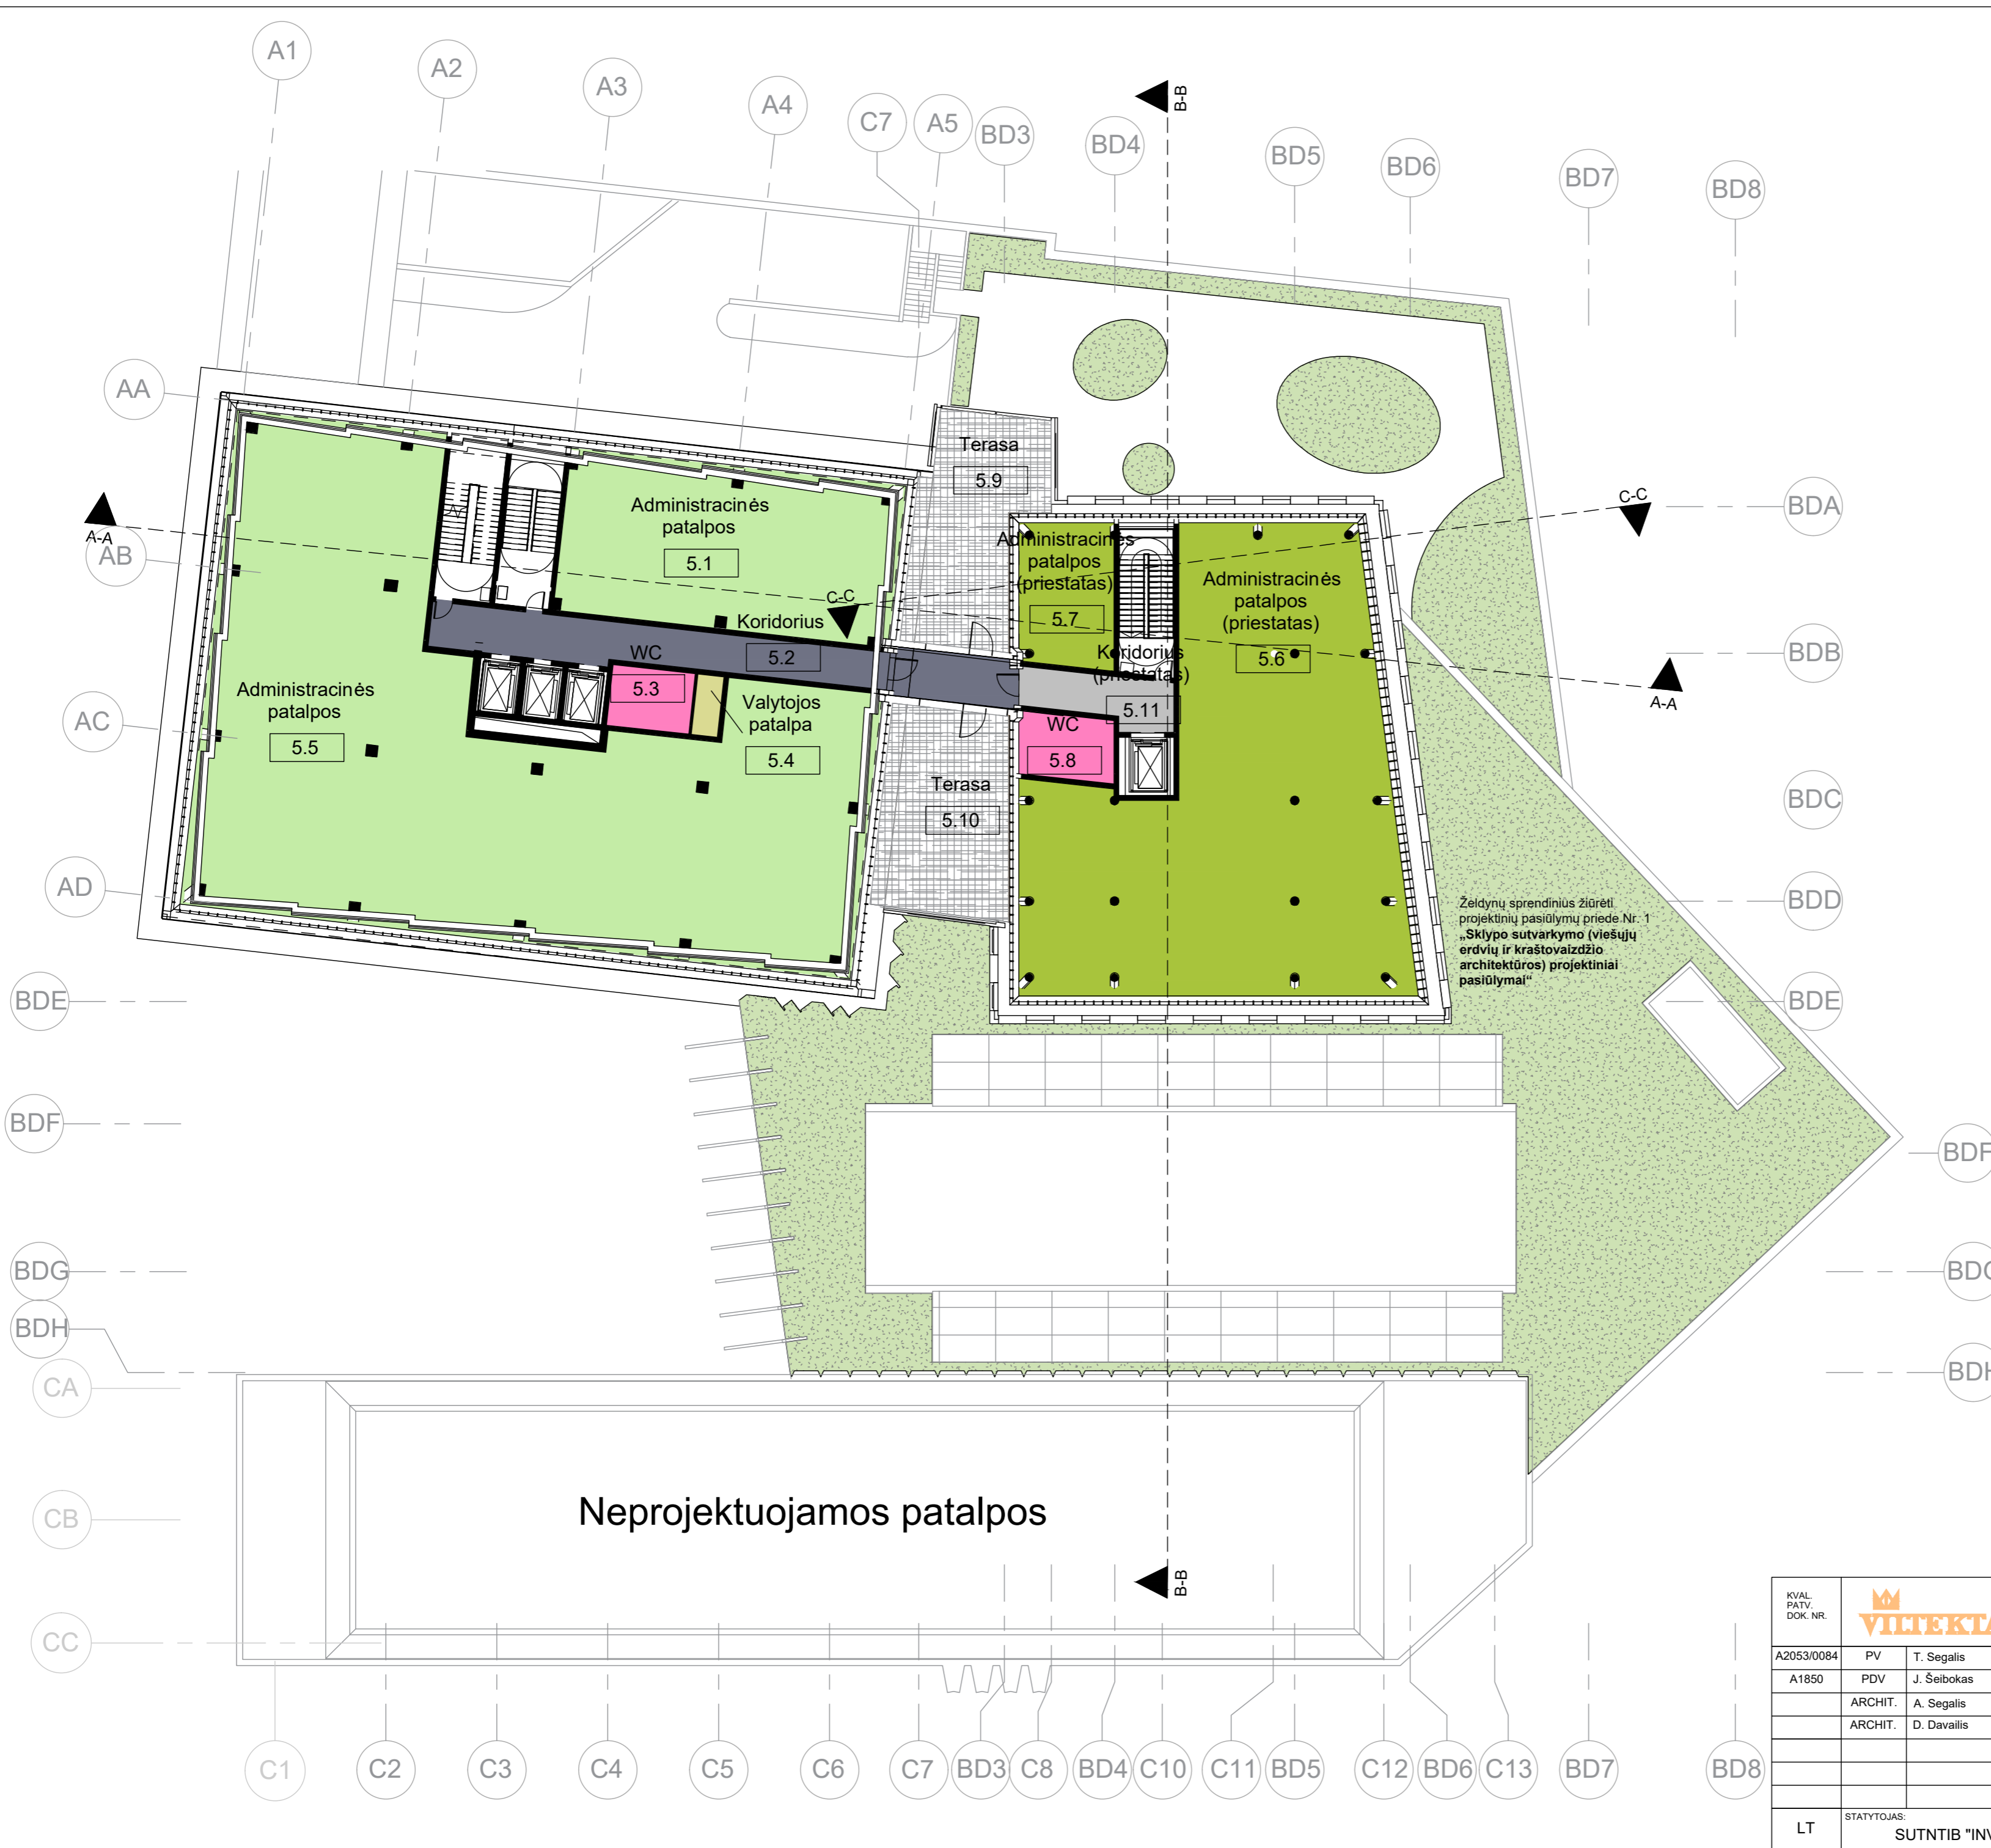 A1
A2
A3
A4
C7
A5
BD3
BD4
BD5
BD6
BD7
BD8
B-B
AA
AB
AC
AD
BDE
BDF
BDG
BDH
CA
CB
CC
A-A
C-C
C-C
A-A
BDA
BDB
BDC
BDD
BDE
Terasa
5.9
Administracinės
patalpos
5.1
Koridorius
5.2
WC
5.3
Valytojos
patalpa
5.4
Administracinės
patalpos
5.5
Administracinės
patalpos
(priestatas)
5.7
Administracinės
patalpos
(priestatas)
5.6
Koridorius
(priestatas)
5.11
WC
5.8
Terasa
5.10
Želdynų sprendinius žiūrėti
projektinių pasiūlymų priede Nr. 1
„Sklypo sutvarkymo (viešųjų
erdvių ir kraštovaizdžio
architektūros) projektiniai
pasiūlymai“
Neprojektuojamos patalpos
B-B
C1
C2
C3
C4
C5
C6
C7
BD3
C8
BD4
C10
C11
BD5
C12
BD6
C13
BD7
BD8
KVAL.
PATV.
DOK. NR.
A2053/0084 PV T. Segalis
A1850 PDV J. Šeibokas
ARCHIT. A. Segalis
ARCHIT. D. Davailis
LT
STATYTOJAS: